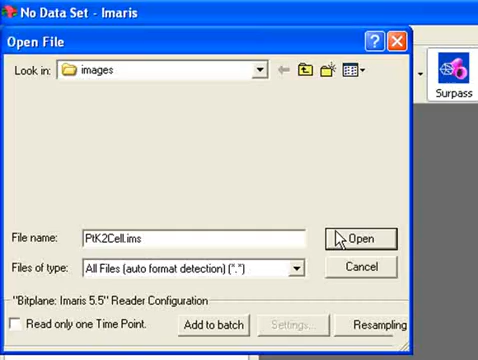 No Data Set - Imaris
Open File
Look in: images
Surpass
File name: PtK2Cell.ims
Open
Files of type: All Files (auto format detection) (*.*)
Cancel
"Bitplane: Imaris 5.5" Reader Configuration
Read only one Time Point.
Add to batch
Settings...
Resampling